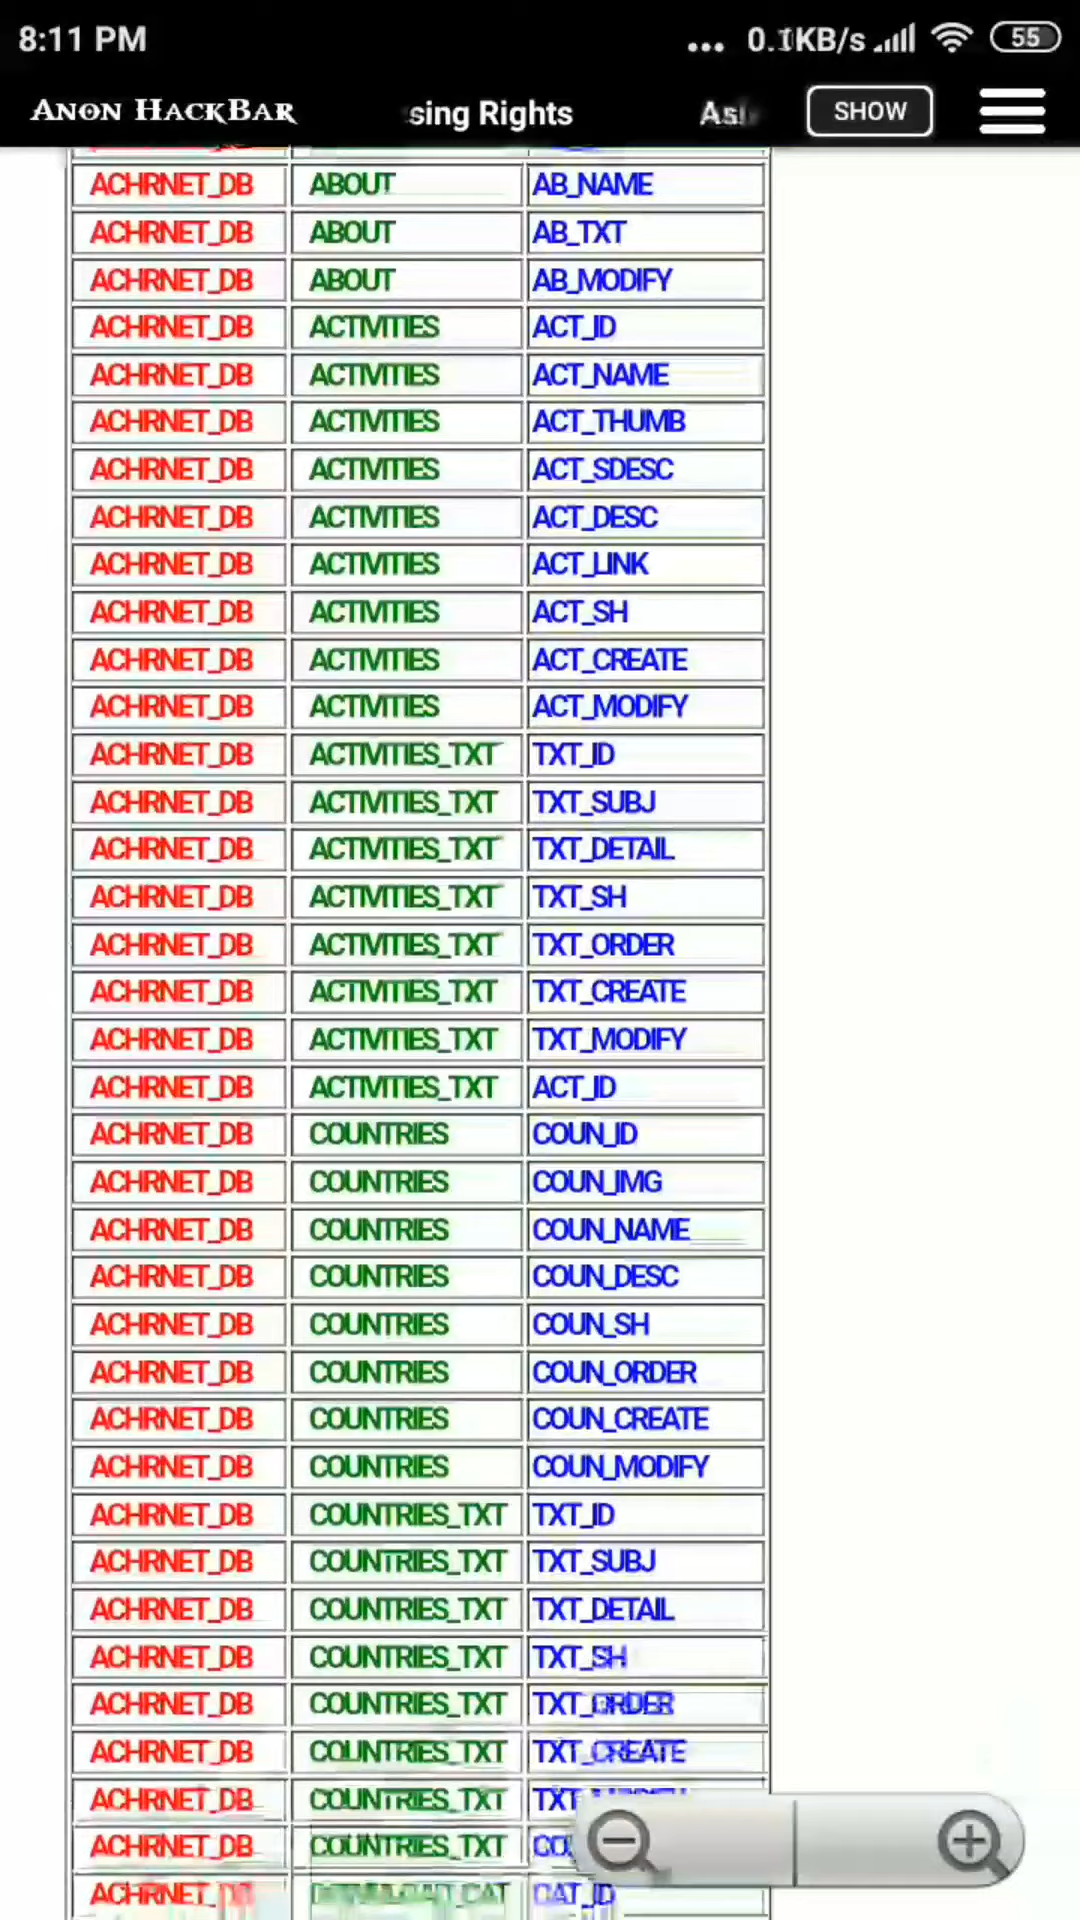 8:11 PM ... 0.1KB/s 55
ANON HACKBAR sing Rights SHOW
ACHRNET_DB ABOUT AB_NAME
ACHRNET_DB ABOUT AB_TXT
ACHRNET_DB ABOUT AB_MODIFY
ACHRNET_DB ACTIVITIES ACT_ID
ACHRNET_DB ACTIVITIES ACT_NAME
ACHRNET_DB ACTIVITIES ACT_THUMB
ACHRNET_DB ACTIVITIES ACT_SDESC
ACHRNET_DB ACTIVITIES ACT_DESC
ACHRNET_DB ACTIVITIES ACT_LINK
ACHRNET_DB ACTIVITIES ACT_SH
ACHRNET_DB ACTIVITIES ACT_CREATE
ACHRNET_DB ACTIVITIES ACT_MODIFY
ACHRNET_DB ACTIVITIES_TXT TXT_ID
ACHRNET_DB ACTIVITIES_TXT TXT_SUBJ
ACHRNET_DB ACTIVITIES_TXT TXT_DETAIL
ACHRNET_DB ACTIVITIES_TXT TXT_SH
ACHRNET_DB ACTIVITIES_TXT TXT_ORDER
ACHRNET_DB ACTIVITIES_TXT TXT_CREATE
ACHRNET_DB ACTIVITIES_TXT TXT_MODIFY
ACHRNET_DB ACTIVITIES_TXT ACT_ID
ACHRNET_DB COUNTRIES COUN_ID
ACHRNET_DB COUNTRIES COUN_IMG
ACHRNET_DB COUNTRIES COUN_NAME
ACHRNET_DB COUNTRIES COUN_DESC
ACHRNET_DB COUNTRIES COUN_SH
ACHRNET_DB COUNTRIES COUN_ORDER
ACHRNET_DB COUNTRIES COUN_CREATE
ACHRNET_DB COUNTRIES COUN_MODIFY
ACHRNET_DB COUNTRIES_TXT TXT_ID
ACHRNET_DB COUNTRIES_TXT TXT_SUBJ
ACHRNET_DB COUNTRIES_TXT TXT_DETAIL
ACHRNET_DB COUNTRIES_TXT TXT_SH
ACHRNET_DB COUNTRIES_TXT TXT_ORDER
ACHRNET_DB COUNTRIES_TXT TXT_CREATE
ACHRNET_DB COUNTRIES_TXT
ACHRNET_DB COUNTRIES_TXT
ACHRNET_DB CAT_ID